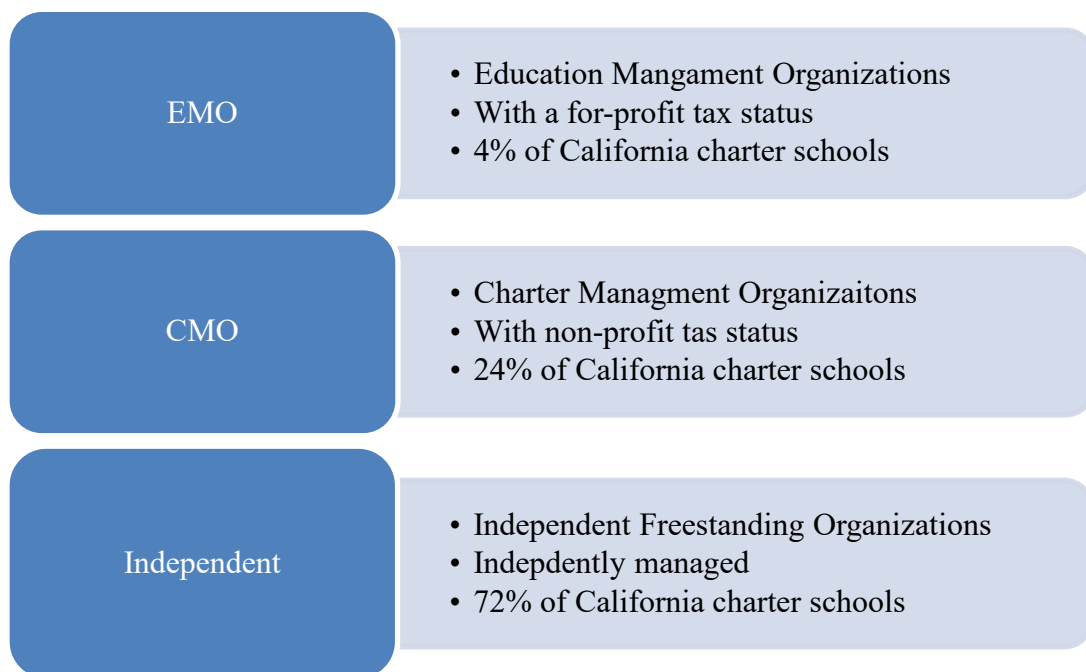 EMO
• Education Mangament Organizations
• With a for-profit tax status
• 4% of California charter schools
CMO
• Charter Managment Organizaitons
• With non-profit tas status
• 24% of California charter schools
Independent
• Independent Freestanding Organizations
• Indepdently managed
• 72% of California charter schools